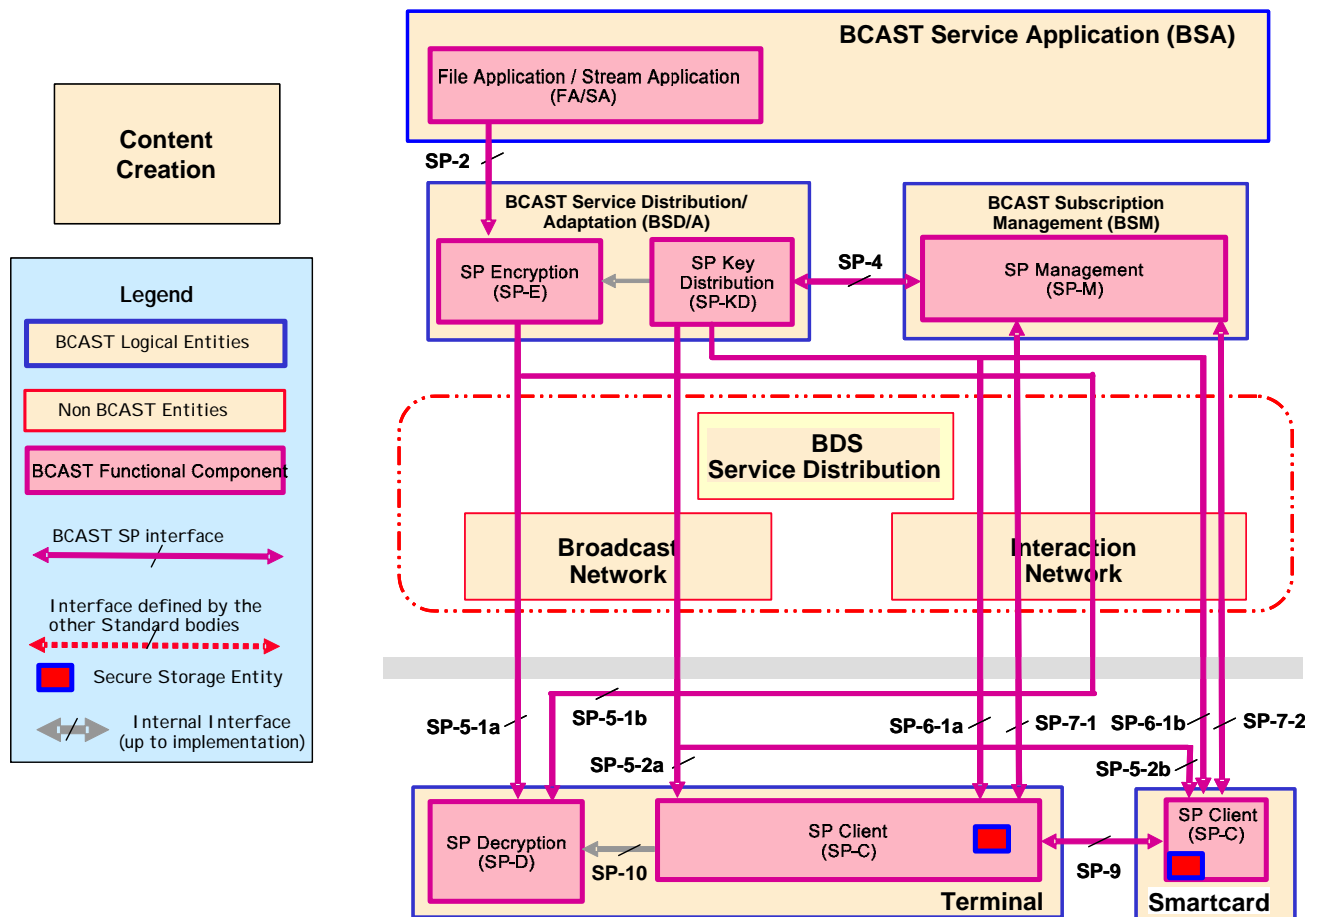 BCAST Service Application (BSA)
File Application / Stream Application
(FA/SA)
Content
Creation
SP-2
BCAST Service Distribution/
Adaptation (BSD/A)
BCAST Subscription
Management (BSM)
SP Encryption
(SP-E)
SP Key
Distribution
(SP-KD)
SP-4
SP Management
(SP-M)
Legend
BCAST Logical Entities
Non BCAST Entities
BCAST Functional Component
BCAST SP interface
Interface defined by the
other Standard bodies
Secure Storage Entity
Internal Interface
(up to implementation)
BDS
Service Distribution
Broadcast
Network
Interaction
Network
SP-5-1a
SP-5-1b
SP-5-2a
SP-6-1a
SP-7-1
SP-6-1b
SP-7-2
SP-5-2b
SP Decryption
(SP-D)
SP-10
SP Client
(SP-C)
SP-9
SP Client
(SP-C)
Terminal
Smartcard